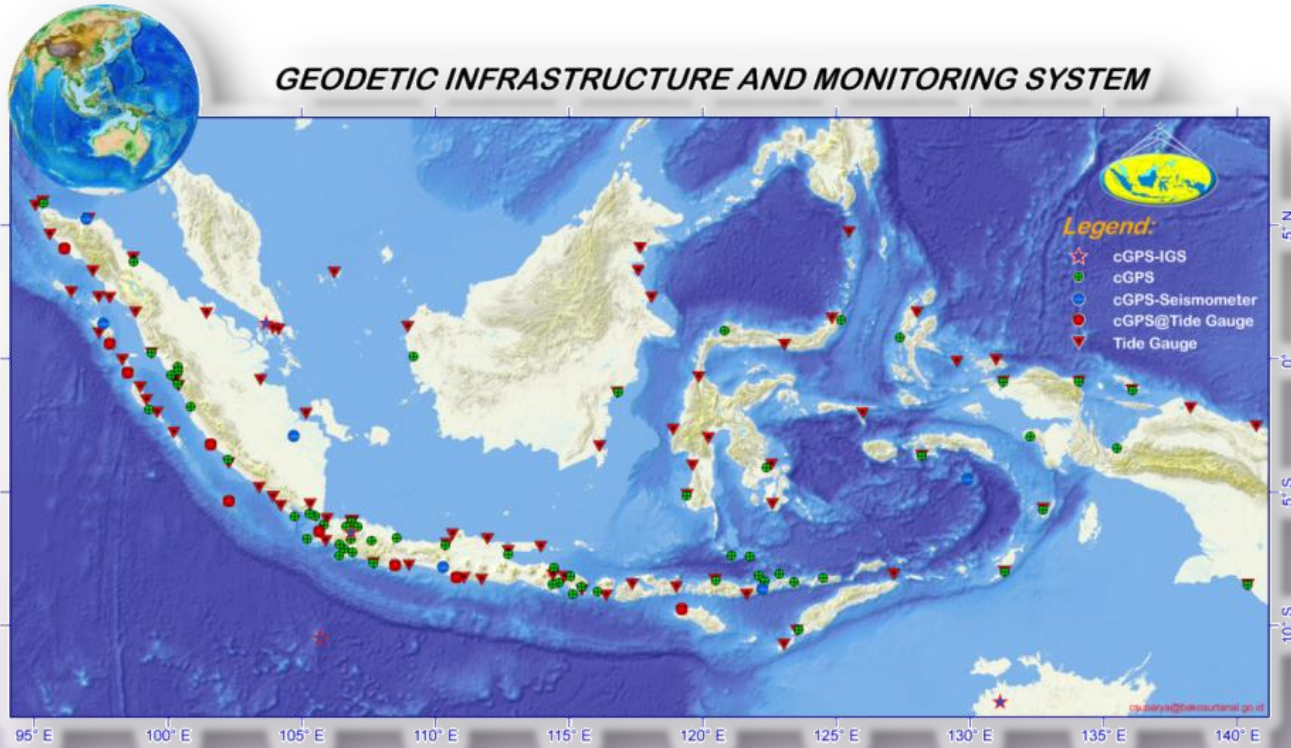 GEODETIC INFRASTRUCTURE AND MONITORING SYSTEM
Legend:
cGPS-IGS
cGPS
cGPS-Seismometer
cGPS@Tide Gauge
Tide Gauge
5° N
0°
5° S
10° S
95° E
100° E
105° E
110° E
115° E
120° E
125° E
130° E
135° E
140° E